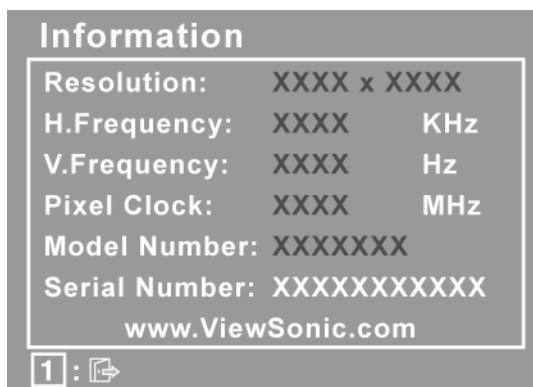 Information
Resolution: XXXX x XXXX
H.Frequency: XXXX KHz
V.Frequency: XXXX Hz
Pixel Clock: XXXX MHz
Model Number: XXXXXXX
Serial Number: XXXXXXXXXXX
www.ViewSonic.com
1 :